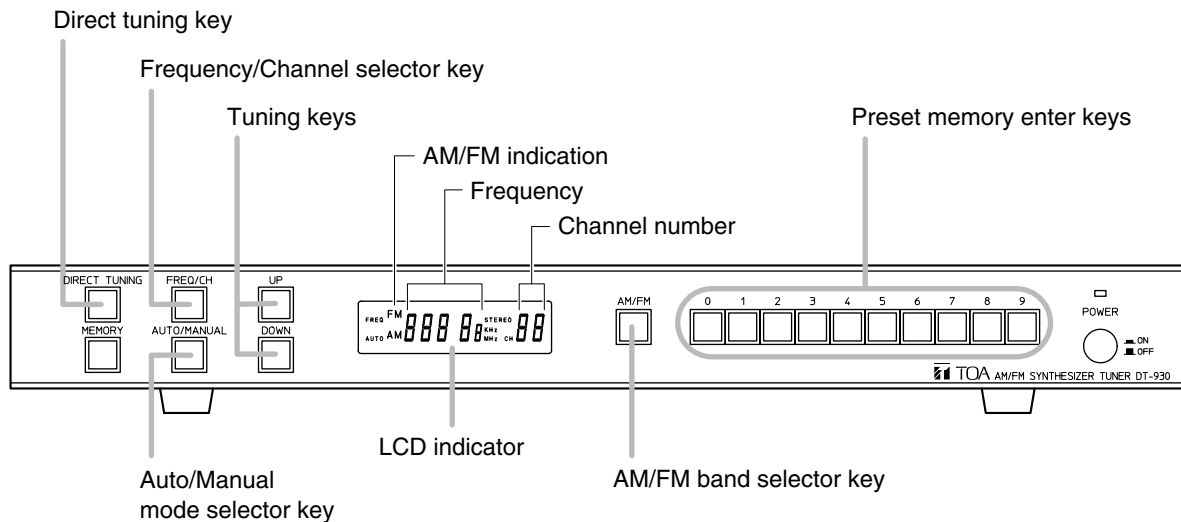 Direct tuning key
Frequency/Channel selector key
Tuning keys
Preset memory enter keys
AM/FM indication
Frequency
Channel number
DIRECT TUNING
FREQ/CH
UP
MEMORY
AUTO/MANUAL
DOWN
FREQ FM 888 88 STEREO 88
AUTO AM KHz MHz CH
AM/FM
0 1 2 3 4 5 6 7 8 9
POWER
ON
OFF
TOA AM/FM SYNTHESIZER TUNER DT-930
LCD indicator
Auto/Manual
mode selector key
AM/FM band selector key